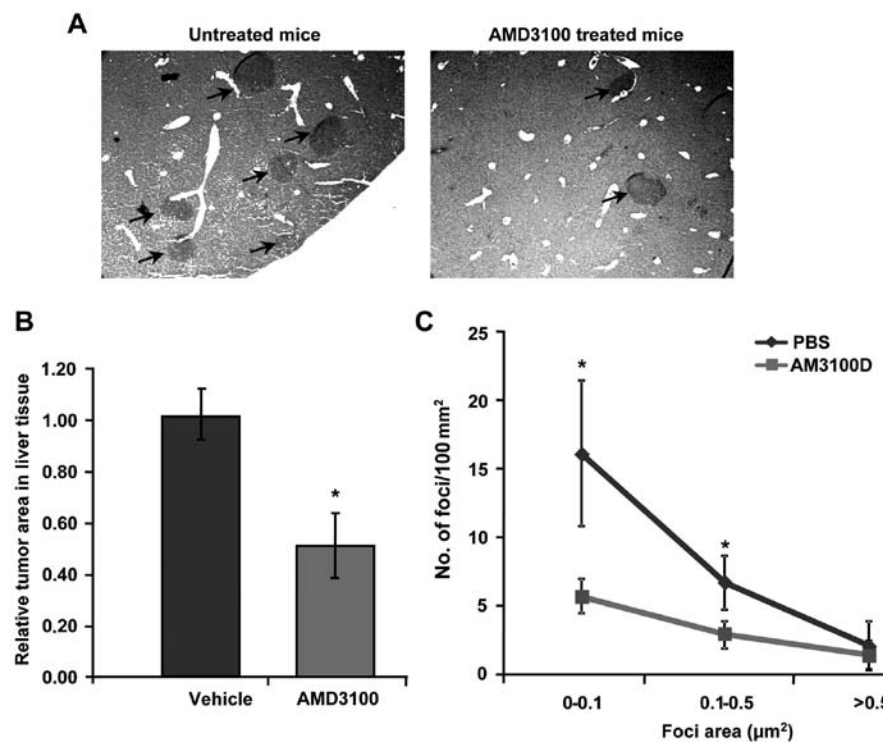 A
Untreated mice
AMD3100 treated mice
B
Relative tumor area in liver tissue
1.20
1.00
0.80
0.60
0.40
0.20
0.00
*
Vehicle
AMD3100
C
No. of foci/100 mm²
25
20
15
10
5
0
*
*
PBS
AM3100D
0-0.1
0.1-0.5
>0.5
Foci area (µm²)